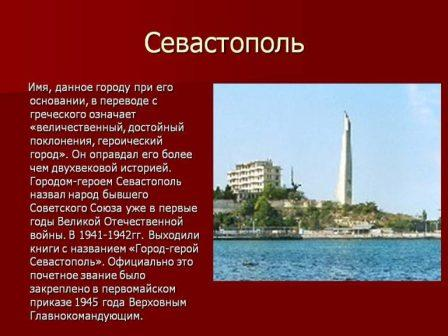 Севастополь
Имя, данное городу при его
основании, в переводе с
греческого означает
«величественный, достойный
поклонения, героический
город». Он оправдал его более
чем двухвековой историей.
Городом-героем Севастополь
назвал народ бывшего
Советского Союза уже в первые
годы Великой Отечественной
войны. В 1941-1942гг. Выходили
книги с названием «Город-герой
Севастополь». Официально это
почетное звание было
закреплено в первомайском
приказе 1945 года Верховным
Главнокомандующим.